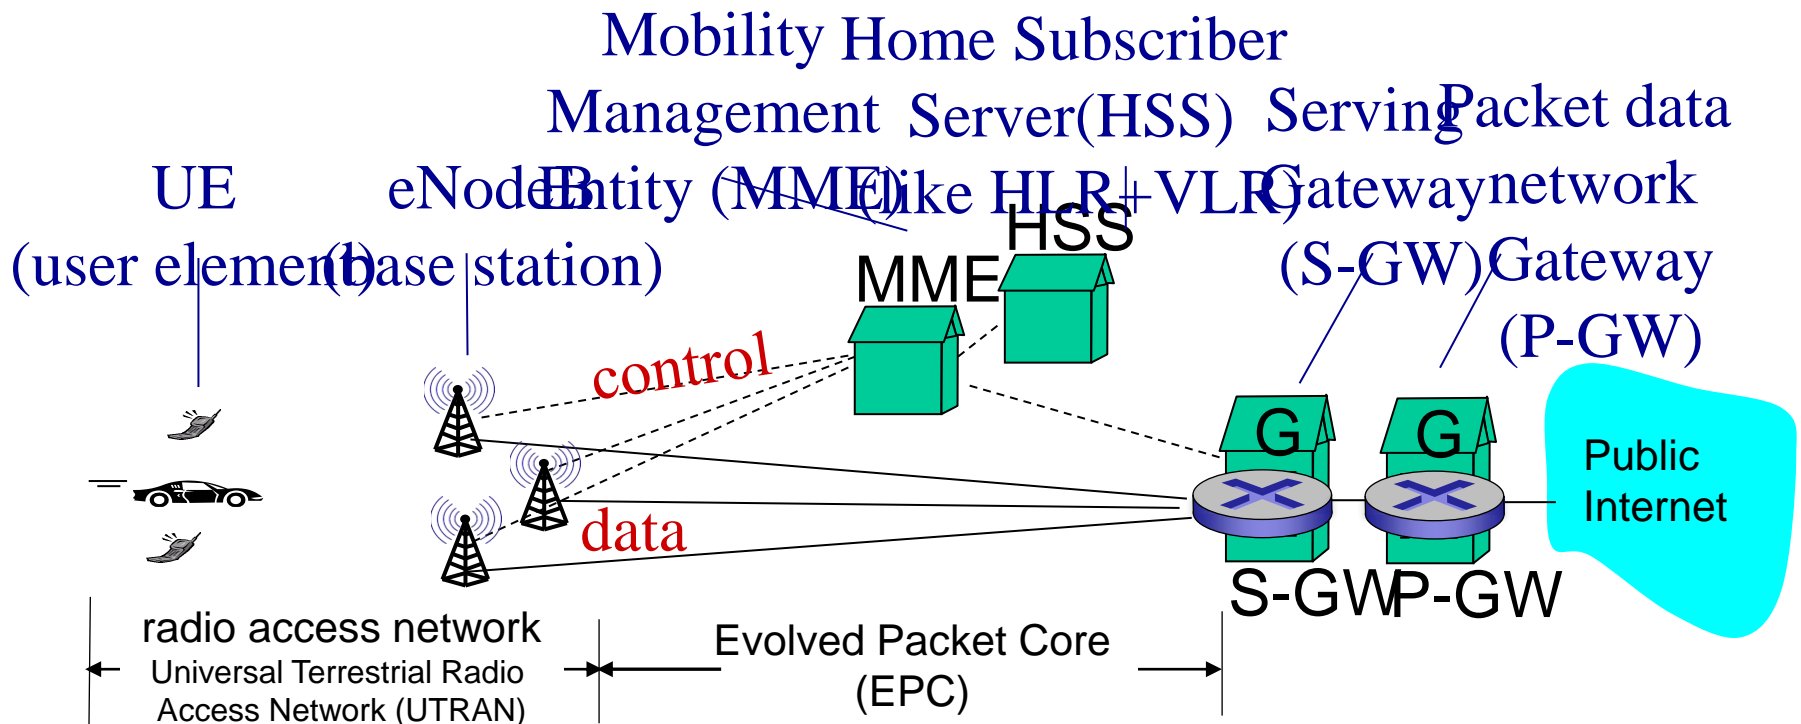 Mobility
Management
Entity (MME)
Home Subscriber
Server(HSS)
(like HLR+VLR)
Serving
Gateway
(S-GW)
Packet data
network
Gateway
(P-GW)
UE
(user element)
eNodeB
(base station)
HSS
MME
control
data
G
G
S-GW
P-GW
Public
Internet
radio access network
Universal Terrestrial Radio
Access Network (UTRAN)
Evolved Packet Core
(EPC)